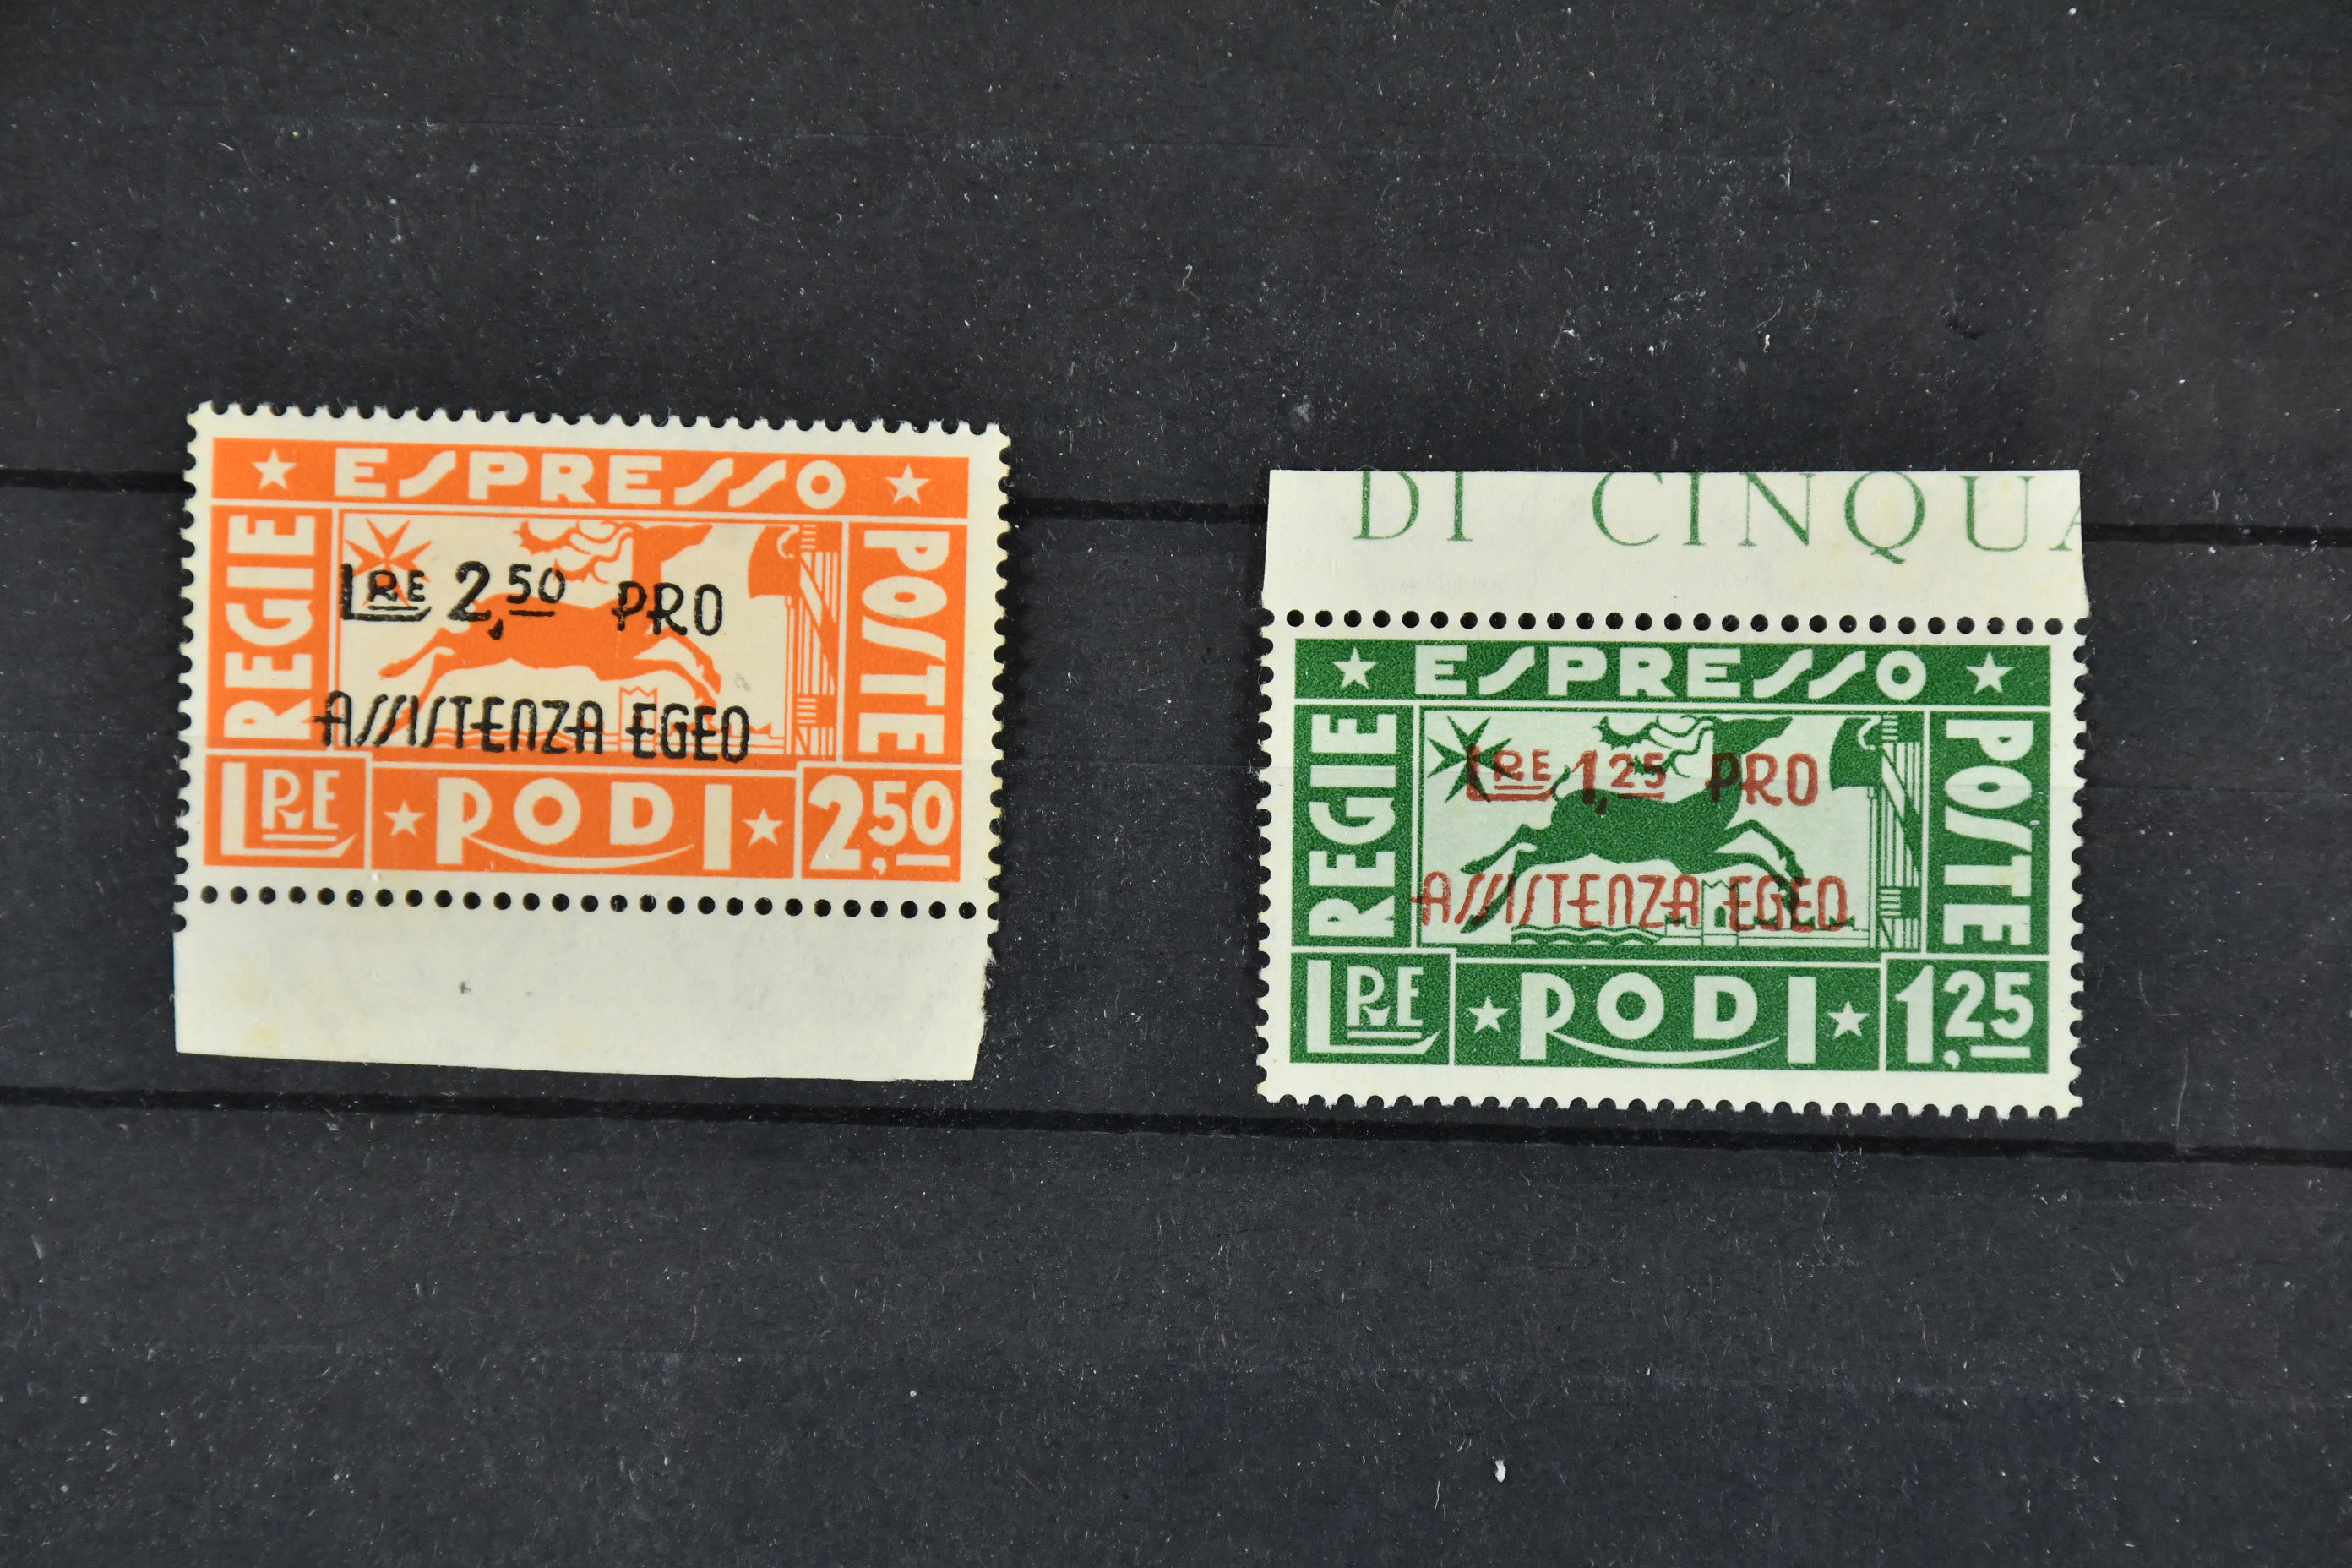 ESPRESSO
REGIE
POSTE
LRE 2,50 PRO
ASSISTENZA EGEO
LRE
RODI
2,50
DI CINQUA
ESPRESSO
REGIE
POSTE
LRE 1,25 PRO
ASSISTENZA EGEO
LRE
RODI
1,25